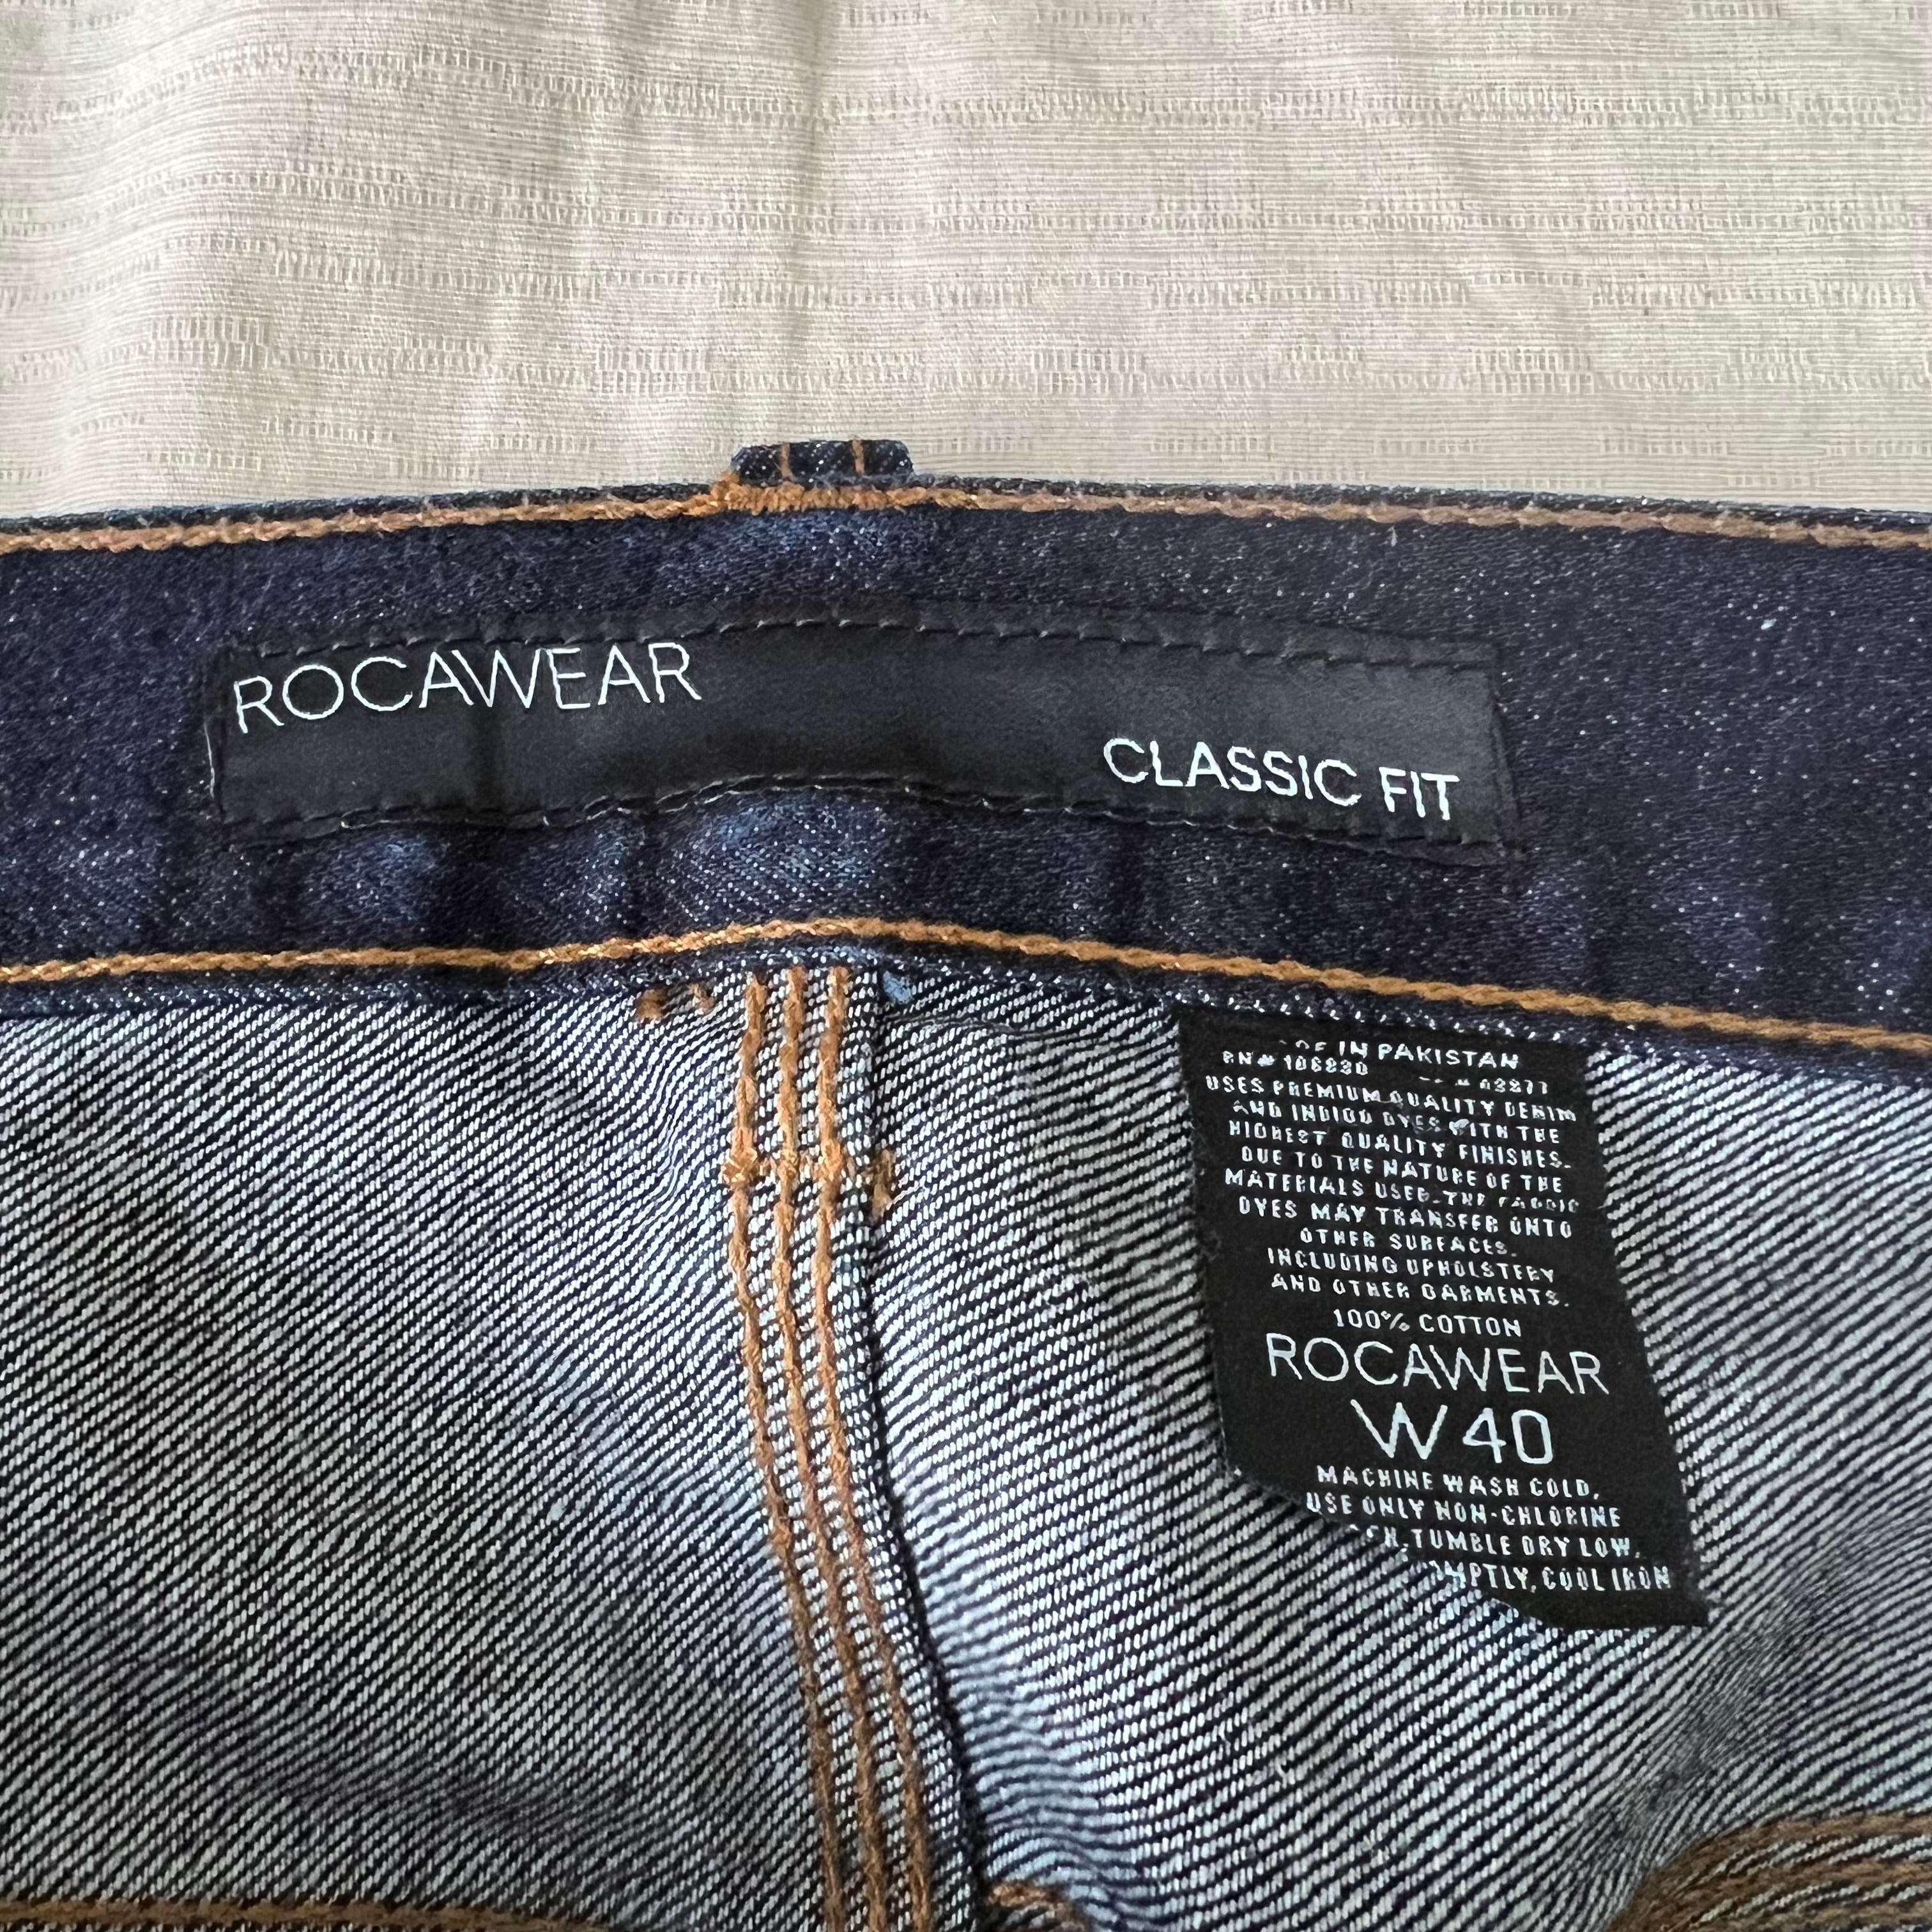 ROCAWEAR
CLASSIC FIT
IN PAKISTAN
RN# 106830
USES PREMIUM QUALITY DENIM
AND INDIGO DYES WITH THE
HIGHEST QUALITY FINISHES.
DUE TO THE NATURE OF THE
MATERIALS USED. THE FABRIC
DYES MAY TRANSFER ONTO
OTHER SURFACES.
INCLUDING UPHOLSTERY
AND OTHER GARMENTS.
100% COTTON
ROCAWEAR
W40
MACHINE WASH COLD,
USE ONLY NON-CHLORINE
TUMBLE DRY LOW.
COOL IRON